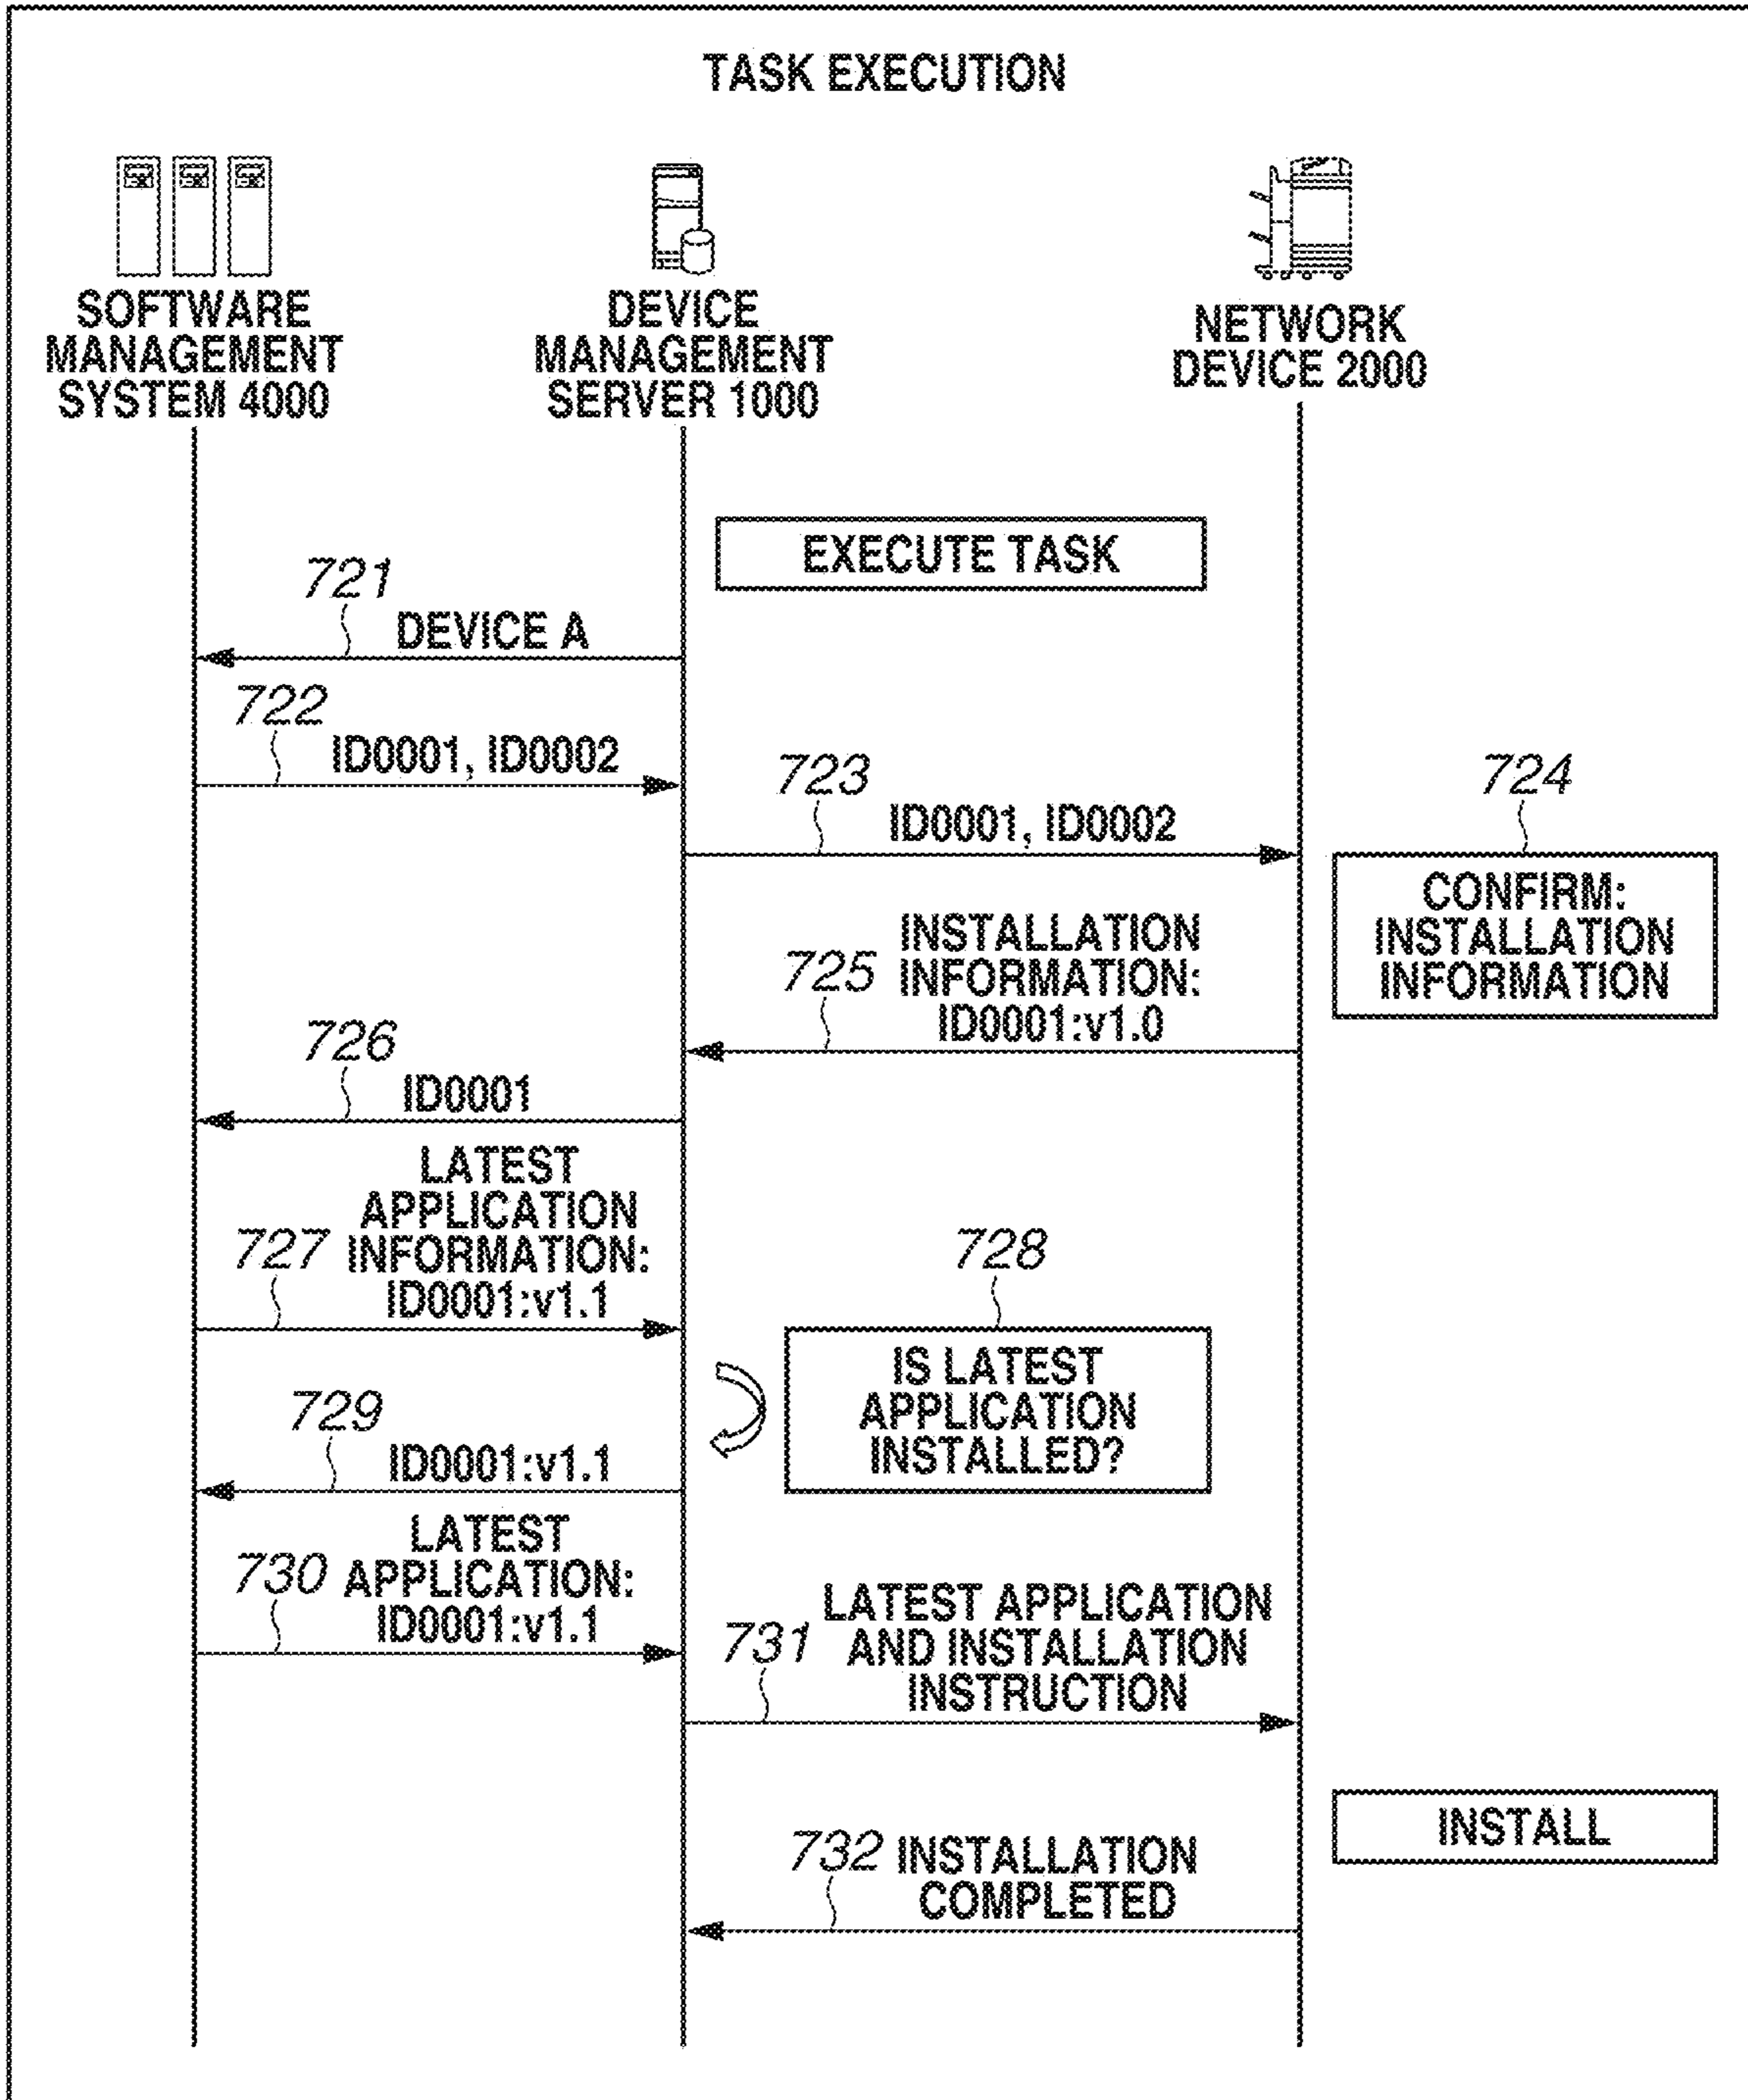 TASK EXECUTION
SOFTWARE
MANAGEMENT
SYSTEM 4000
DEVICE
MANAGEMENT
SERVER 1000
NETWORK
DEVICE 2000
EXECUTE TASK
721
DEVICE A
722
ID0001, ID0002
723
ID0001, ID0002
724
CONFIRM:
INSTALLATION
INFORMATION
725
INSTALLATION
INFORMATION:
ID0001:v1.0
726
ID0001
727
LATEST
APPLICATION
INFORMATION:
ID0001:v1.1
728
IS LATEST
APPLICATION
INSTALLED?
729
ID0001:v1.1
730
LATEST
APPLICATION:
ID0001:v1.1
731
LATEST APPLICATION
AND INSTALLATION
INSTRUCTION
INSTALL
732
INSTALLATION
COMPLETED